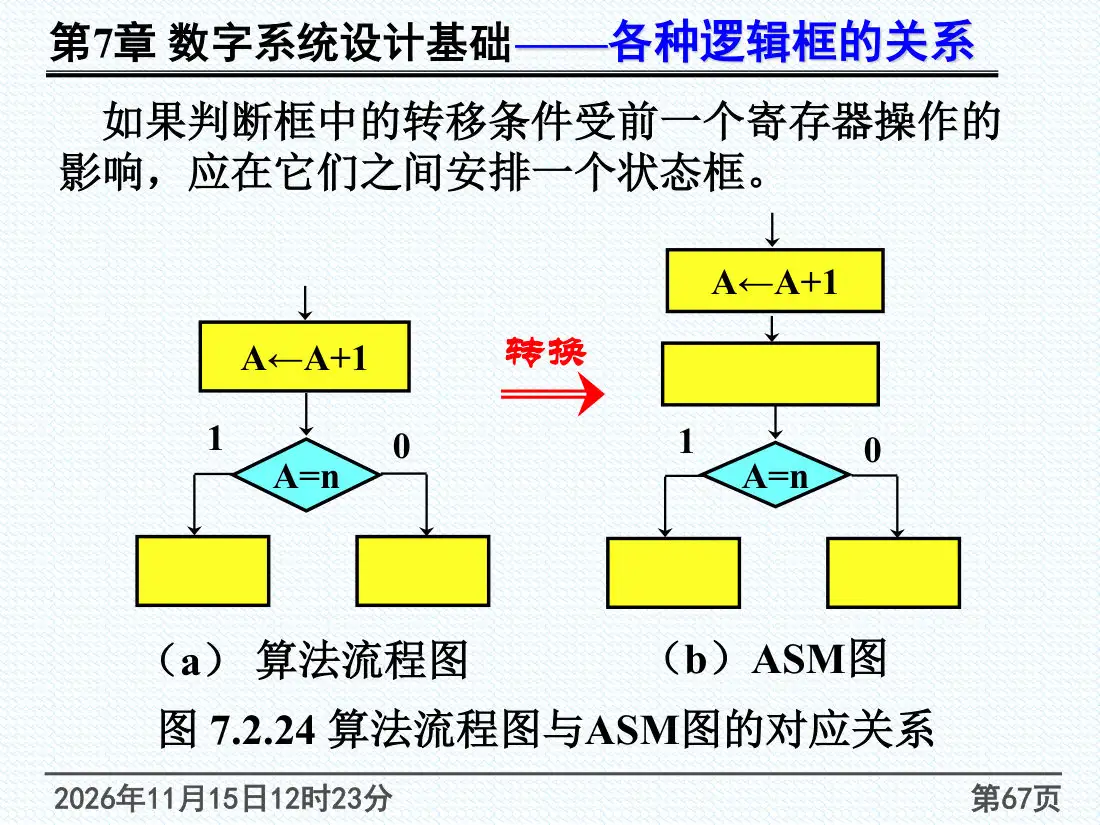 第7章 数字系统设计基础——各种逻辑框的关系
如果判断框中的转移条件受前一个寄存器操作的
影响，应在它们之间安排一个状态框。
A←A+1
A=n
1
0
转换
A←A+1
A=n
1
0
（a） 算法流程图
（b）ASM图
图 7.2.24 算法流程图与ASM图的对应关系
2026年11月15日12时23分
第67页